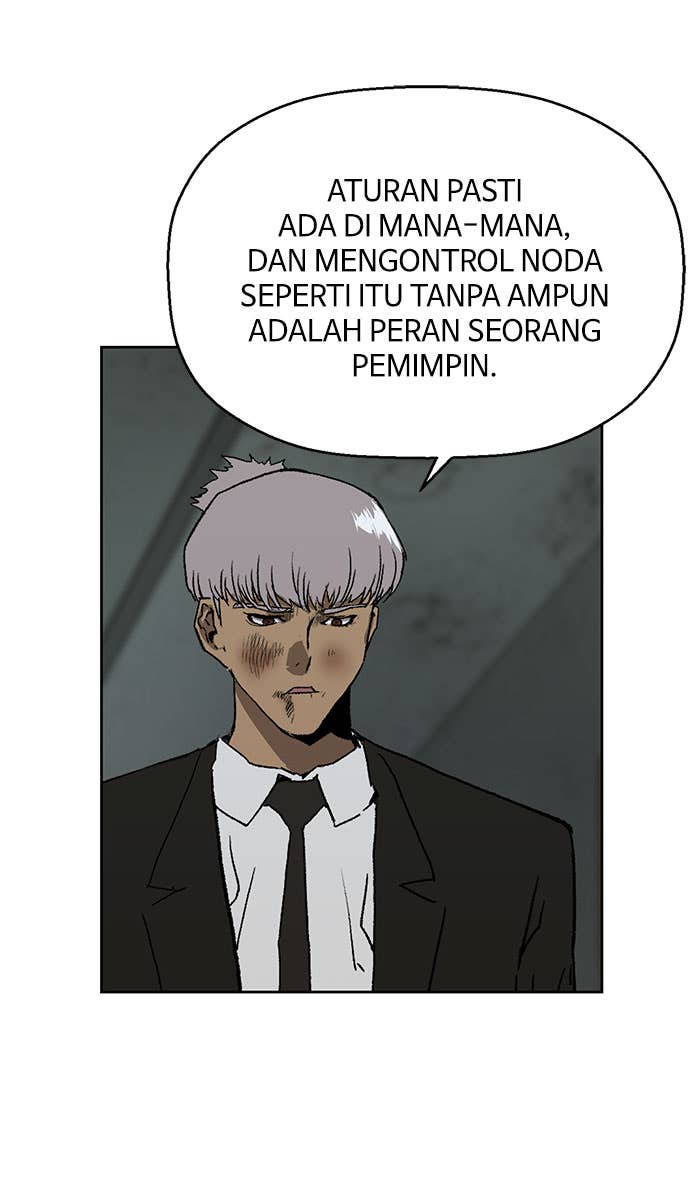 ATURAN PASTI
ADA DI MANA-MANA,
DAN MENGONTROL NODA
SEPERTI ITU TANPA AMPUN
ADALAH PERAN SEORANG
PEMIMPIN.